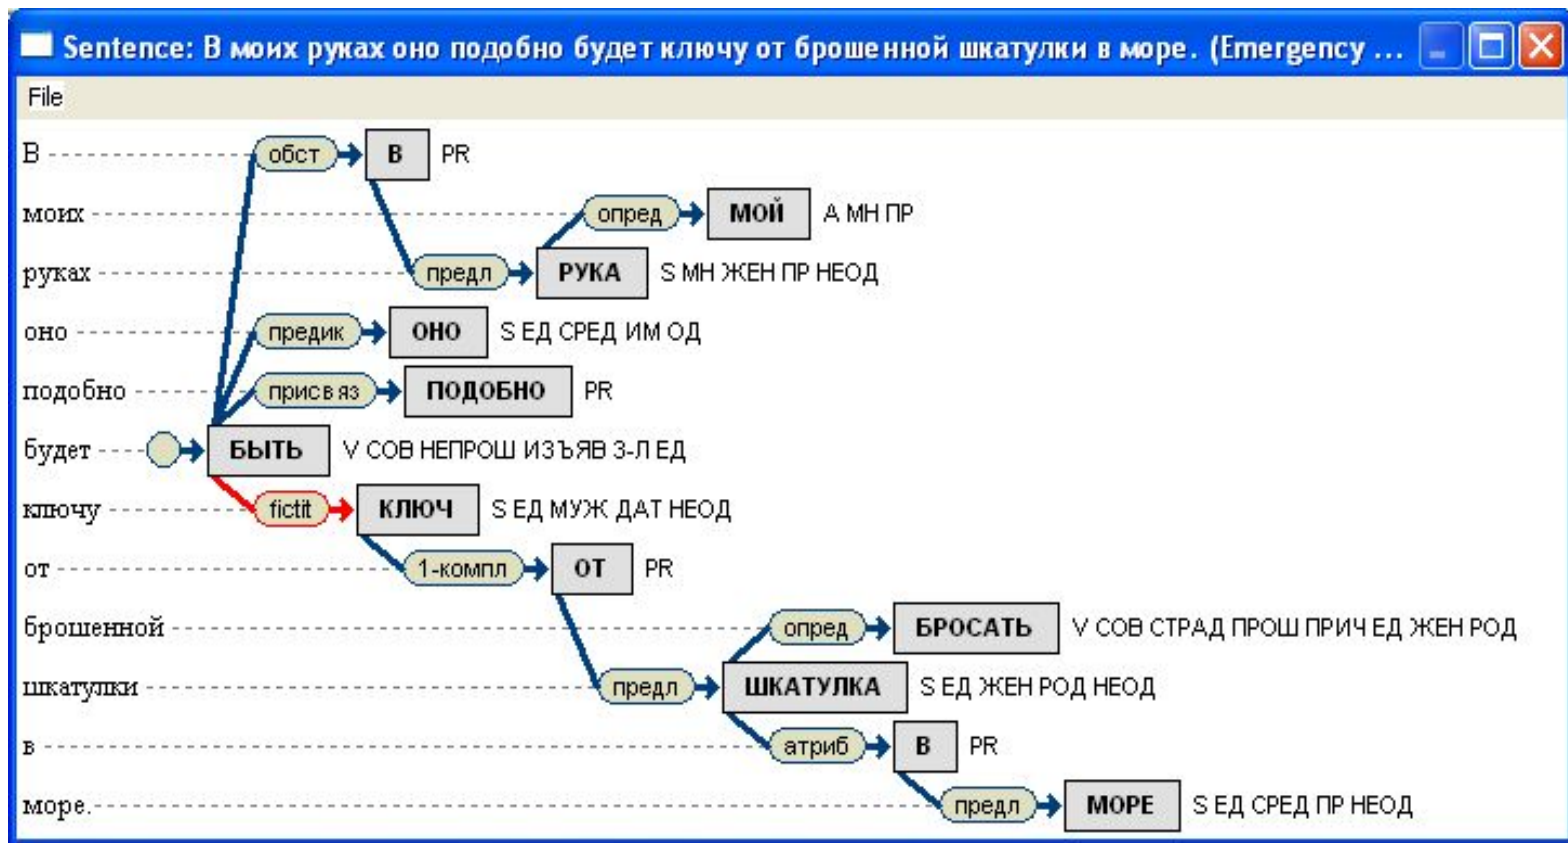 Sentence: В моих руках оно подобно будет ключу от брошенной шкатулки в море. (Emergency ...
File
В обст В PR
моих опред МОЙ A МН ПР
руках предл РУКА S МН ЖЕН ПР НЕОД
оно предик ОНО S ЕД СРЕД ИМ ОД
подобно присвяз ПОДОБНО PR
будет БЫТЬ V СОВ НЕПРОШ ИЗЪЯВ 3-Л ЕД
ключу fictit КЛЮЧ S ЕД МУЖ ДАТ НЕОД
от 1-компл ОТ PR
брошенной опред БРОСАТЬ V СОВ СТРАД ПРОШ ПРИЧ ЕД ЖЕН РОД
шкатулки предл ШКАТУЛКА S ЕД ЖЕН РОД НЕОД
в атриб В PR
море. предл МОРЕ S ЕД СРЕД ПР НЕОД